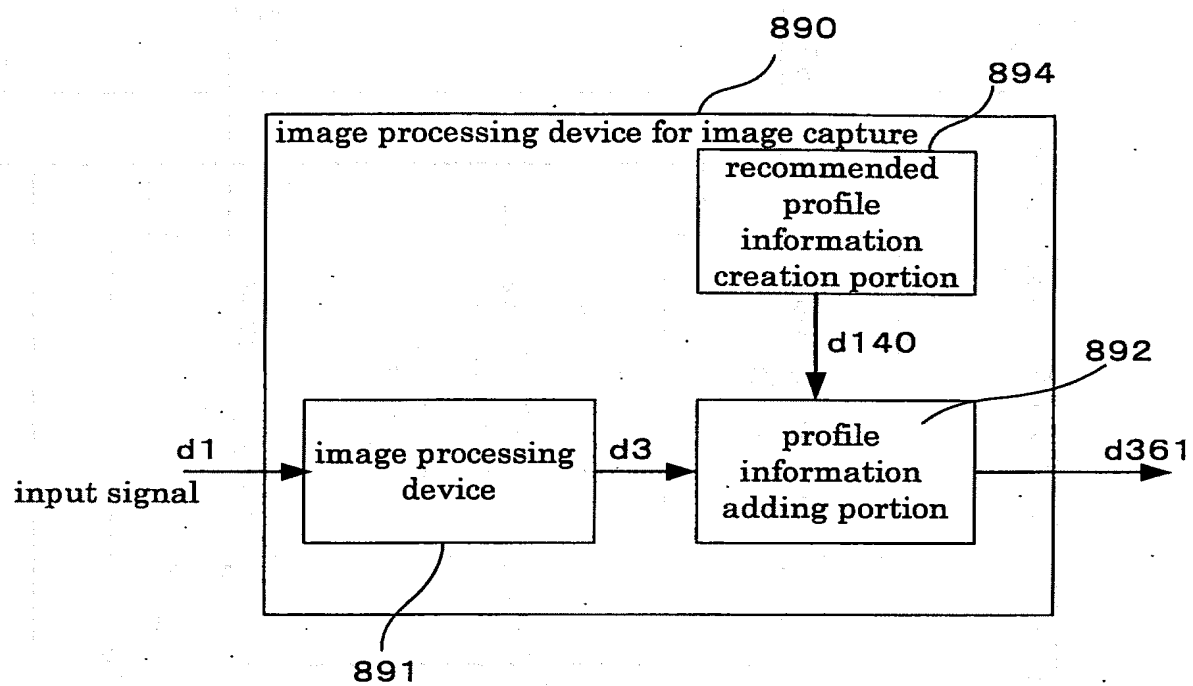 890
894
image processing device for image capture
recommended
profile
information
creation portion
d140
892
d1
input signal
image processing
device
d3
profile
information
adding portion
d361
891